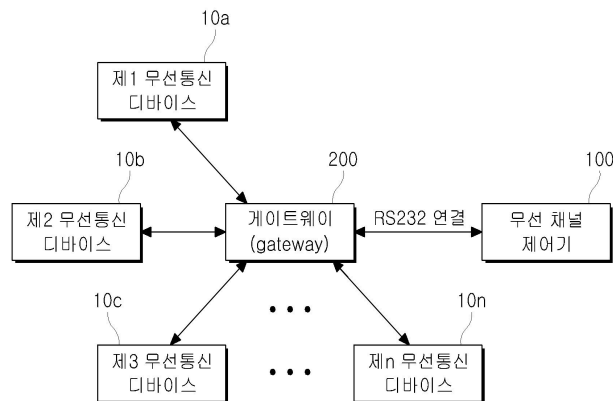 10a
제1 무선통신
디바이스
10b
200
100
제2 무선통신
디바이스
게이트웨이
(gateway)
RS232 연결
무선 채널
제어기
10c
10n
제3 무선통신
디바이스
제n 무선통신
디바이스